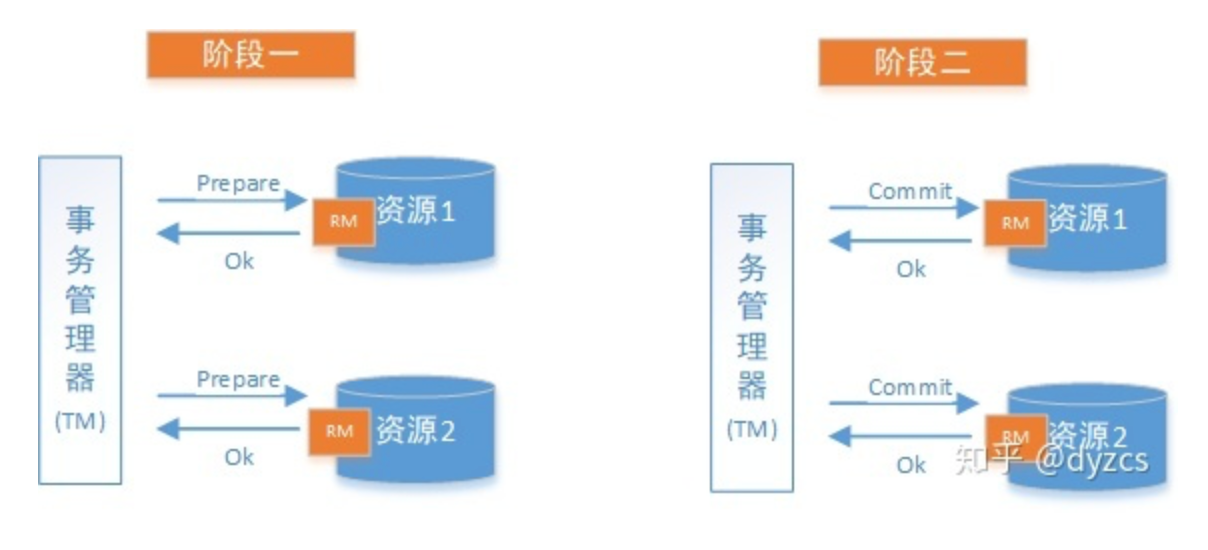 阶段一
事务管理器
(TM)
Prepare
Ok
RM
资源1
Prepare
Ok
RM
资源2
阶段二
事务管理器
(TM)
Commit
Ok
RM
资源1
Commit
Ok
RM
资源2
知乎 @dyzcs